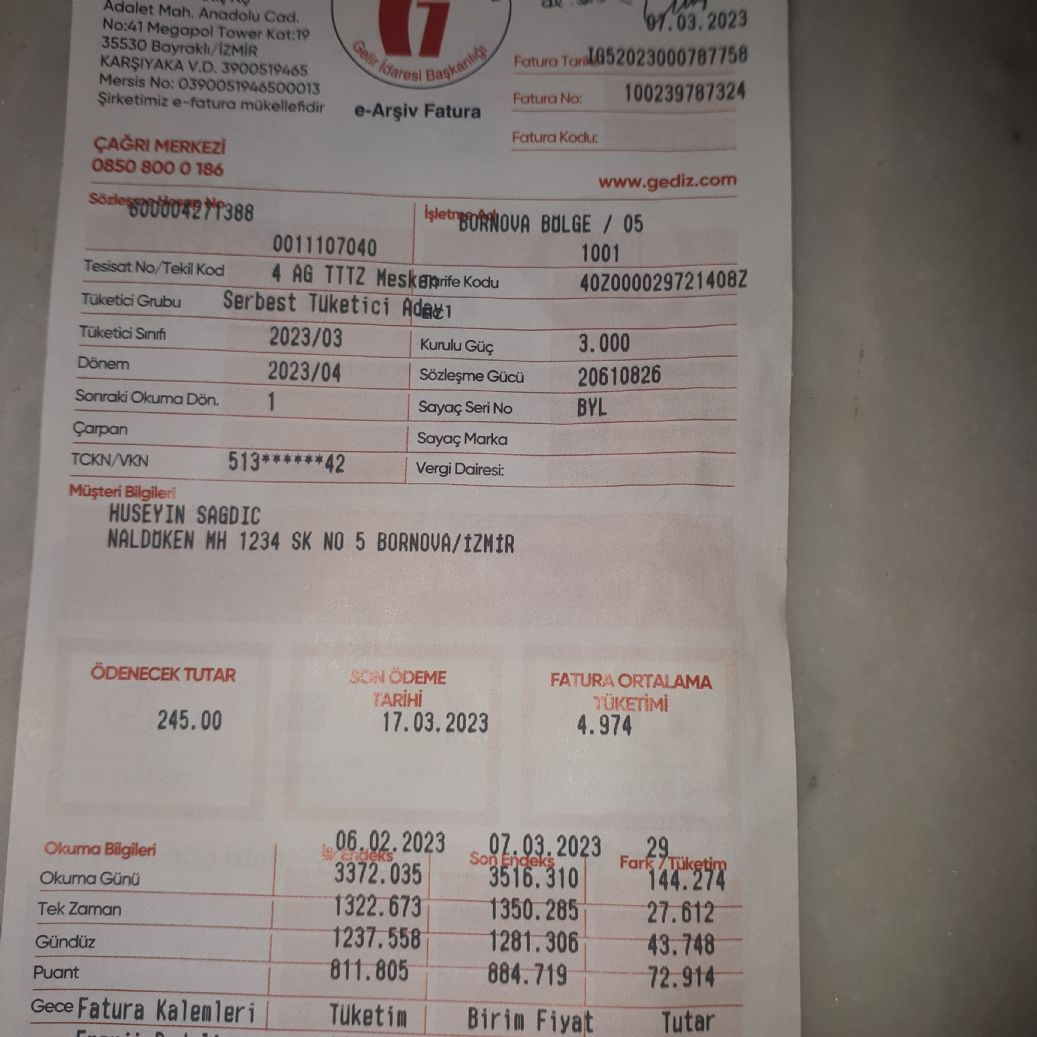 Adalet Mah. Anadolu Cad.
No:41 Megapol Tower Kat:19
35530 Bayraklı/İZMİR
KARŞIYAKA V.D. 3900519465
Mersis No: 0390051946500013
Şirketimiz e-fatura mükellefidir
Gelir İdaresi Başkanlığı
e-Arşiv Fatura
07.03.2023
Fatura Tarihi: IG52023000787758
Fatura No: 100239787324
Fatura Kodu:
ÇAĞRI MERKEZİ
0850 800 0 186
www.gediz.com
Sözleşme Hesap No 600004271388
İşletme Adı BORNOVA BÖLGE / 05
0011107040
1001
Tesisat No/Tekil Kod 4 AG TTTZ Mesken
Tarife Kodu 40Z000029721408Z
Tüketici Grubu Serbest Tüketici Aday
Tüketici Sınıfı 2023/03
Kurulu Güç 3.000
Dönem 2023/04
Sözleşme Gücü 20610826
Sonraki Okuma Dön. 1
Sayaç Seri No BYL
Çarpan
Sayaç Marka
TCKN/VKN 513******42
Vergi Dairesi:
Müşteri Bilgileri
HUSEYIN SAGDIC
NALDÖKEN MH 1234 SK NO 5 BORNOVA/İZMİR
ÖDENECEK TUTAR
245.00
SON ÖDEME
TARİHİ
17.03.2023
FATURA ORTALAMA
TÜKETİMİ
4.974
06.02.2023 07.03.2023 29
Okuma Bilgileri İlk Endeks Son Endeks Fark / Tüketim
Okuma Günü 3372.035 3516.310 144.274
Tek Zaman 1322.673 1350.285 27.612
Gündüz 1237.558 1281.306 43.748
Puant 811.805 884.719 72.914
Gece Fatura Kalemleri Tüketim Birim Fiyat Tutar